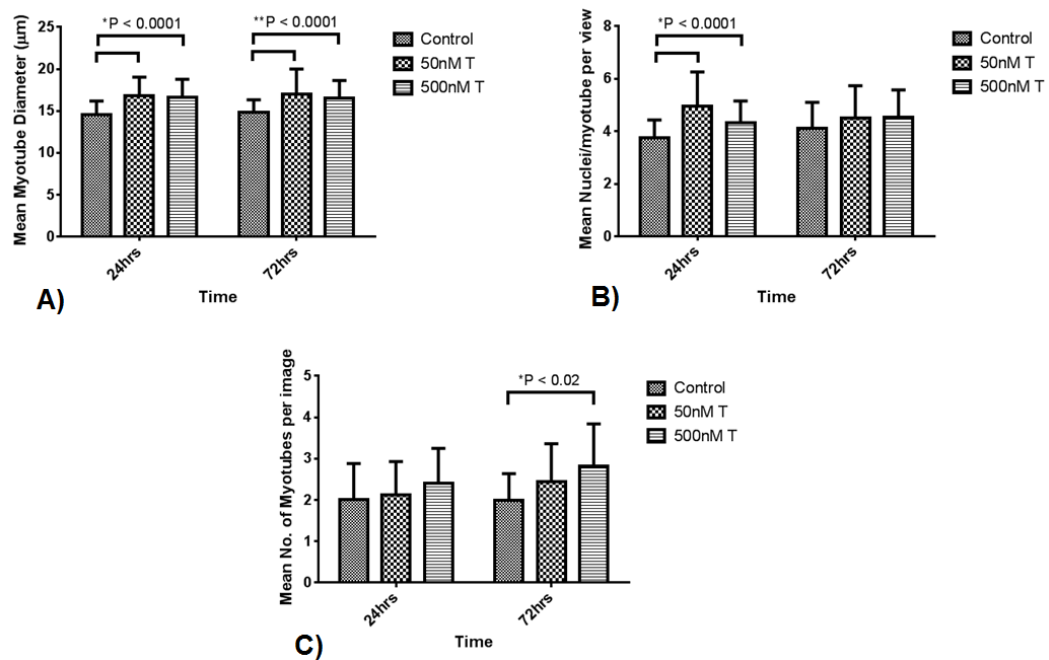 *P < 0.0001
**P < 0.0001
Control
50nM T
500nM T
Mean Myotube Diameter (μm)
25
20
15
10
5
0
24hrs
72hrs
Time
A)
*P < 0.0001
Control
50nM T
500nM T
Mean Nuclei/myotube per view
8
6
4
2
0
24hrs
72hrs
Time
B)
*P < 0.02
Control
50nM T
500nM T
Mean No. of Myotubes per image
5
4
3
2
1
0
24hrs
72hrs
Time
C)